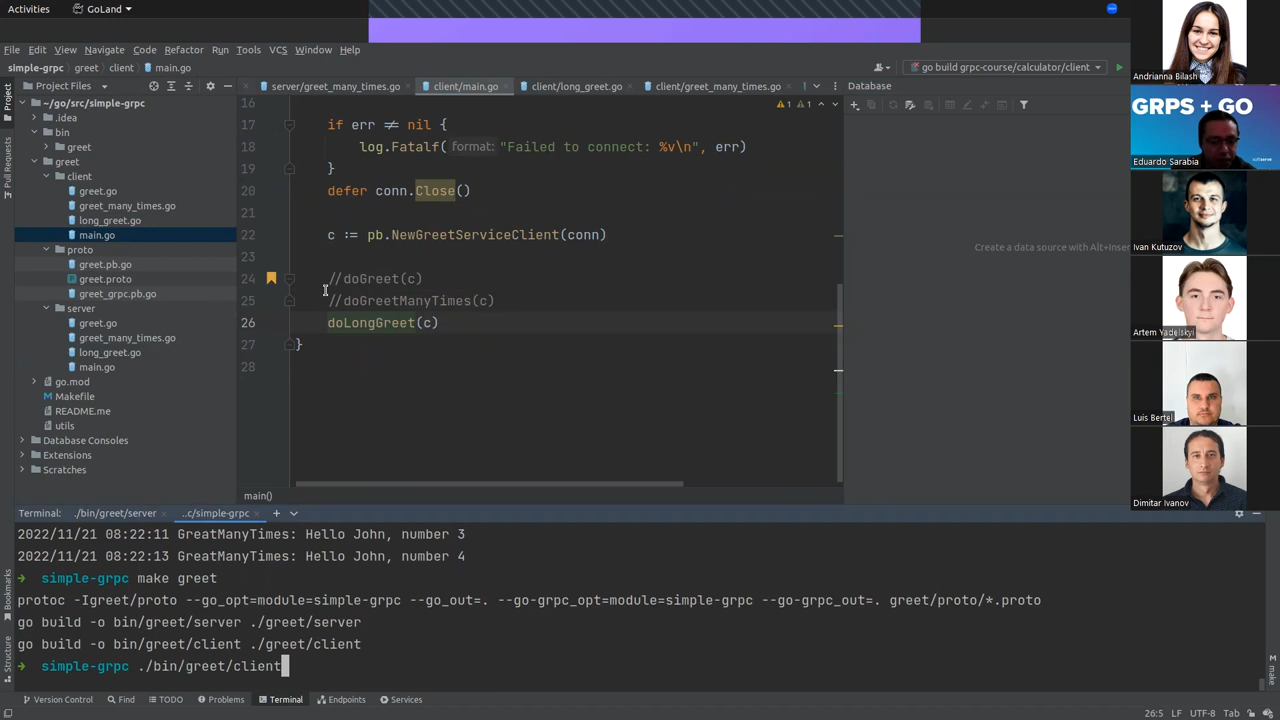 Activities
GoLand
File Edit View Navigate Code Refactor Run Tools VCS Window Help
simple-grpc > greet > client > main.go
go build grpc-course/calculator/client
Project Files
server/greet_many_times.go
client/main.go
client/long_greet.go
client/greet_many_times.go
Database
~/go/src/simple-grpc
.idea
bin
greet
greet
client
greet.go
greet_many_times.go
long_greet.go
main.go
proto
greet.pb.go
greet.proto
greet_grpc.pb.go
server
greet.go
greet_many_times.go
long_greet.go
main.go
go.mod
Makefile
README.me
utils
Database Consoles
Extensions
Scratches
Project
Pull Requests
Bookmarks
Structure
16
17 if err ≠ nil {
18 log.Fatalf( format: "Failed to connect: %v\n", err)
19 }
20 defer conn.Close()
21
22 c := pb.NewGreetServiceClient(conn)
23
24 //doGreet(c)
25 //doGreetManyTimes(c)
26 doLongGreet(c)
27 }
28
main()
1 1
Create a data source with Alt+Inser
Andrianna Bilash
GRPS + GO
softserve
Eduardo Sarabia
Ivan Kutuzov
Artem Yadelskyi
Luis Bertel
Dimitar Ivanov
Terminal: ./bin/greet/server ..c/simple-grpc
2022/11/21 08:22:11 GreatManyTimes: Hello John, number 3
2022/11/21 08:22:13 GreatManyTimes: Hello John, number 4
→ simple-grpc make greet
protoc -Igreet/proto --go_opt=module=simple-grpc --go_out=. --go-grpc_opt=module=simple-grpc --go-grpc_out=. greet/proto/*.proto
go build -o bin/greet/server ./greet/server
go build -o bin/greet/client ./greet/client
→ simple-grpc ./bin/greet/client
make
Version Control Find TODO Problems Terminal Endpoints Services
26:5 LF UTF-8 Tab